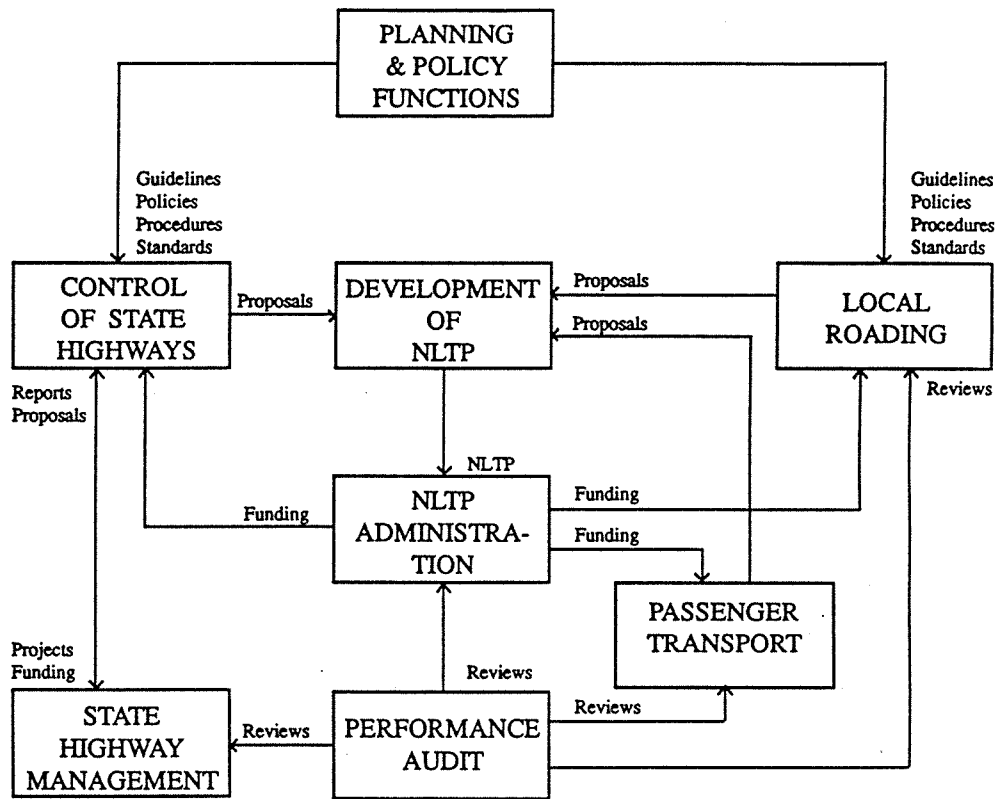 PLANNING
& POLICY
FUNCTIONS
Guidelines
Policies
Procedures
Standards
Guidelines
Policies
Procedures
Standards
CONTROL
OF STATE
HIGHWAYS
Proposals
DEVELOPMENT
OF
NLTP
Proposals
Proposals
LOCAL
ROADING
Reports
Proposals
Reviews
NLTP
Funding
NLTP
ADMINISTRA-
TION
Funding
Funding
PASSENGER
TRANSPORT
Projects
Funding
Reviews
STATE
HIGHWAY
MANAGEMENT
Reviews
PERFORMANCE
AUDIT
Reviews